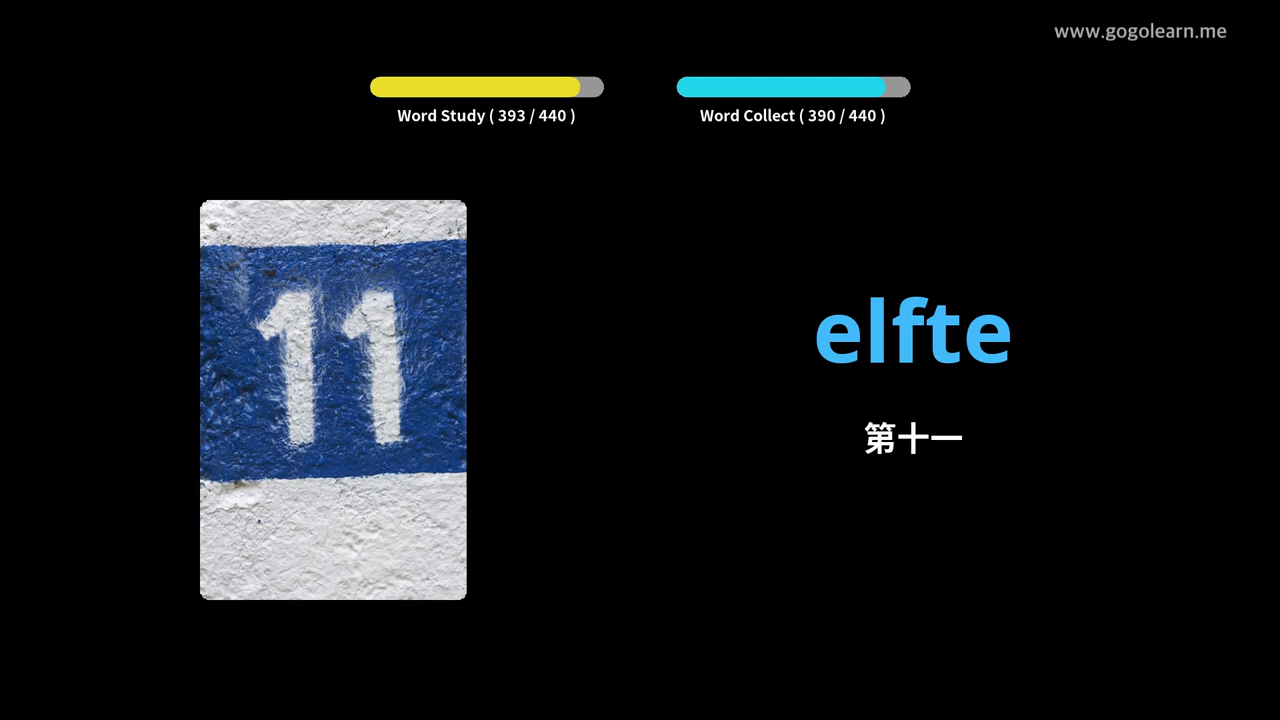 www.gogolearn.me
Word Study ( 393 / 440 )
Word Collect ( 390 / 440 )
11
elfte
第十一